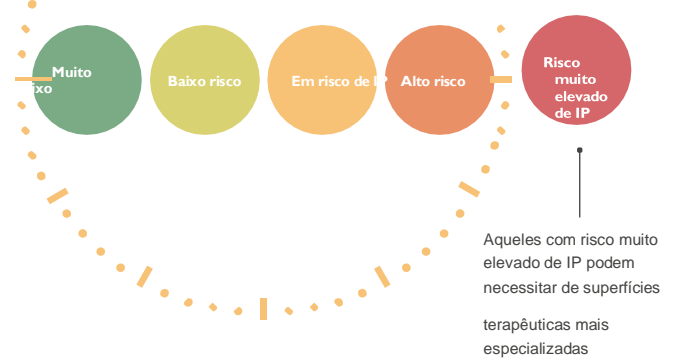 Muito
ixo
Baixo risco
Em risco de IP
Alto risco
Risco
muito
elevado
de IP
Aqueles com risco muito
elevado de IP podem
necessitar de superfícies
terapêuticas mais
especializadas